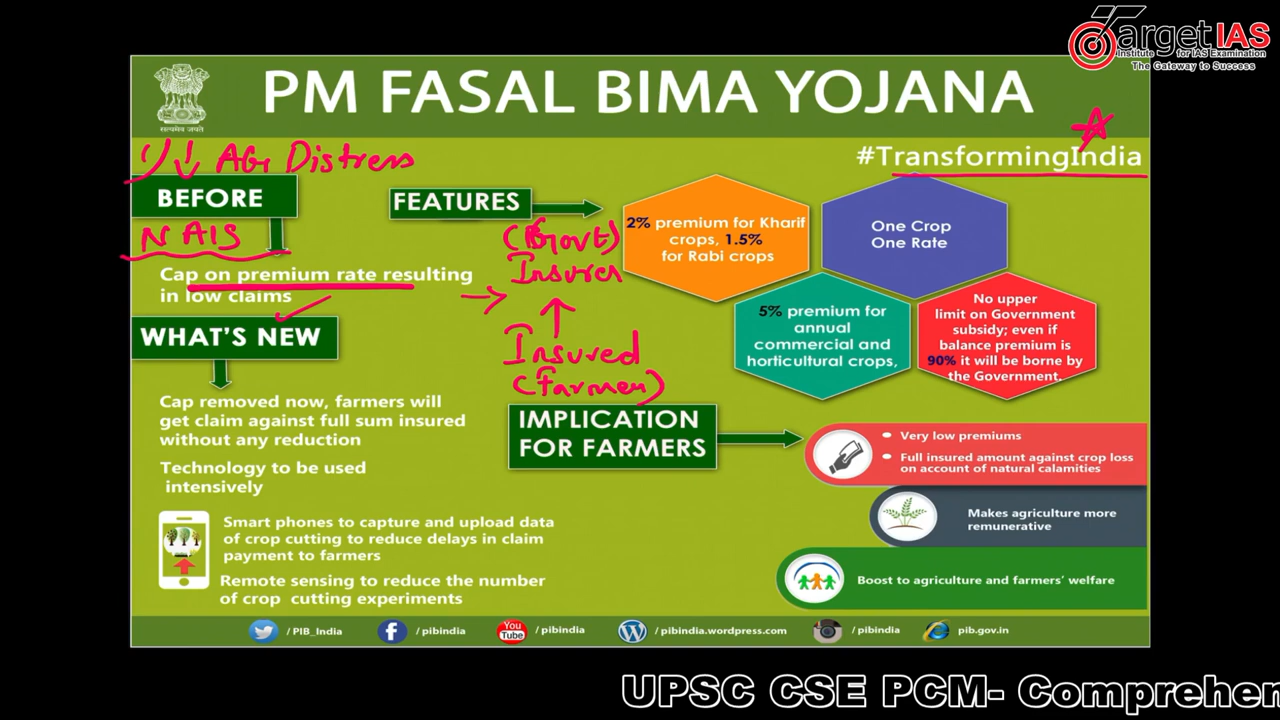 Target IAS
Institute for IAS Examination
The Gateway to Success
PM FASAL BIMA YOJANA
सत्यमेव जयते
#TransformingIndia
1) ↓ AG. Distress
BEFORE
NAIS
Cap on premium rate resulting
in low claims
WHAT'S NEW
Cap removed now, farmers will
get claim against full sum insured
without any reduction
Technology to be used
intensively
Smart phones to capture and upload data
of crop cutting to reduce delays in claim
payment to farmers
Remote sensing to reduce the number
of crop cutting experiments
FEATURES
(Govt)
Insurer
Insured
(farmer)
2% premium for Kharif
crops, 1.5%
for Rabi crops
One Crop
One Rate
5% premium for
annual
commercial and
horticultural crops,
No upper
limit on Government
subsidy; even if
balance premium is
90% it will be borne by
the Government.
IMPLICATION
FOR FARMERS
• Very low premiums
• Full insured amount against crop loss
on account of natural calamities
Makes agriculture more
remunerative
Boost to agriculture and farmers' welfare
/PIB_India
/pibindia
You Tube /pibindia
/pibindia.wordpress.com
/pibindia
pib.gov.in
UPSC CSE PCM- Comprehen